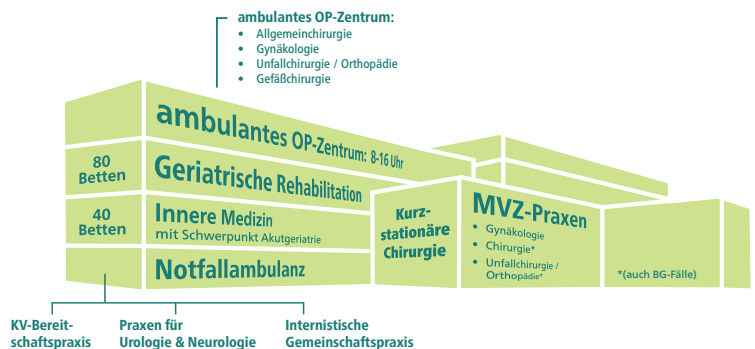 ambulantes OP-Zentrum:
• Allgemeinchirurgie
• Gynäkologie
• Unfallchirurgie / Orthopädie
• Gefäßchirurgie
ambulantes OP-Zentrum: 8-16 Uhr
80
Betten
Geriatrische Rehabilitation
40
Betten
Innere Medizin
mit Schwerpunkt Akutgeriatrie
Notfallambulanz
Kurz-
stationäre
Chirurgie
MVZ-Praxen
• Gynäkologie
• Chirurgie*
• Unfallchirurgie /
Orthopädie*
*(auch BG-Fälle)
KV-Bereit-
schaftspraxis
Praxen für
Urologie & Neurologie
Internistische
Gemeinschaftspraxis